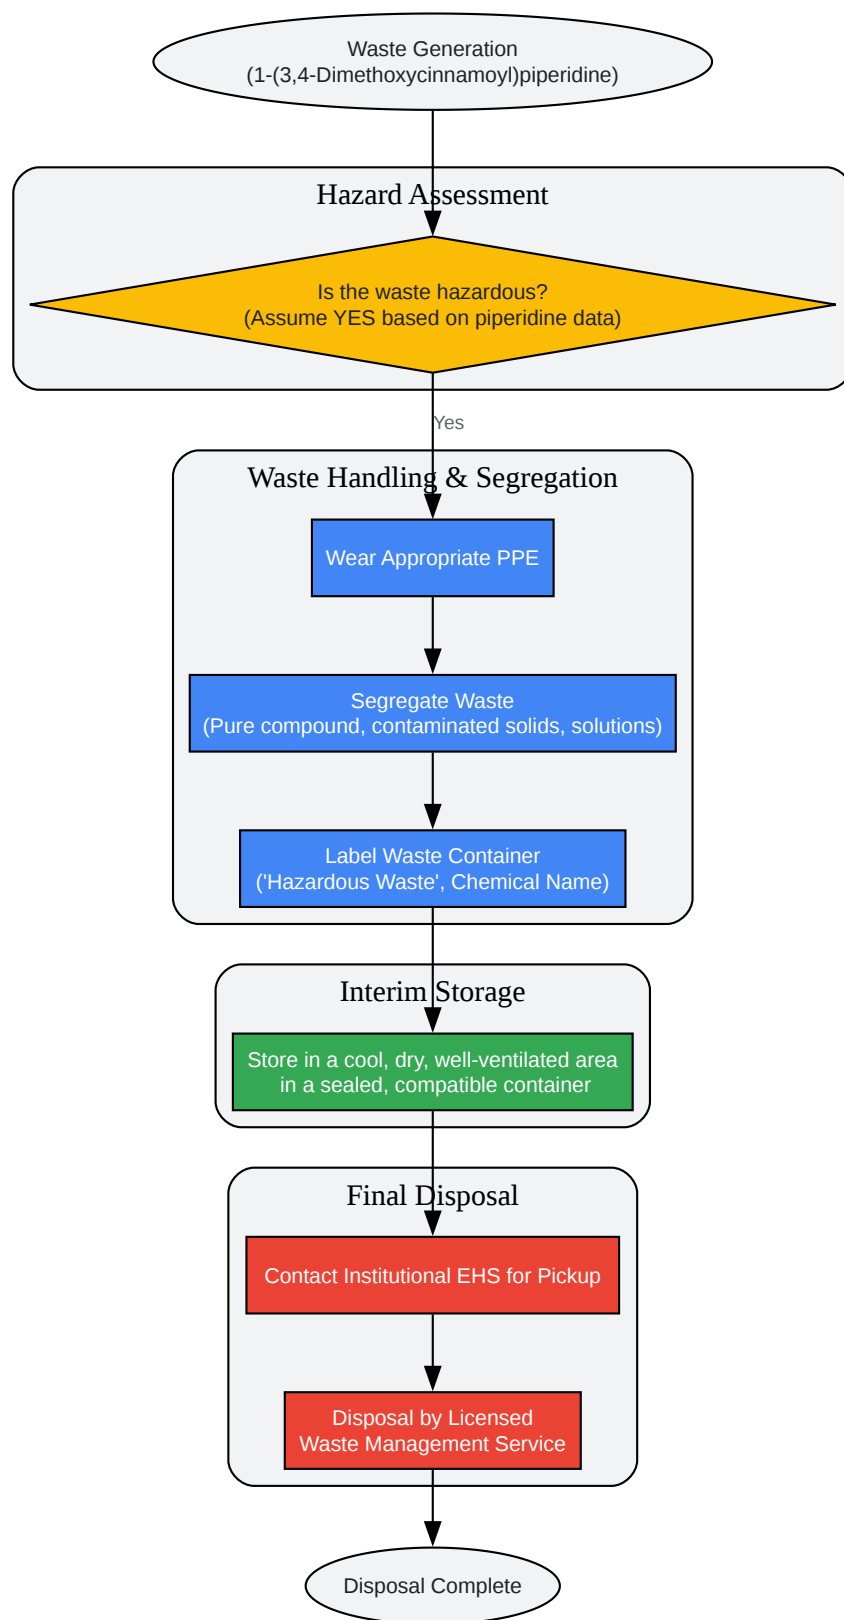 Waste Generation
(1-(3,4-Dimethoxycinnamoyl)piperidine)
Hazard Assessment
Is the waste hazardous?
(Assume YES based on piperidine data)
Yes
Waste Handling & Segregation
Wear Appropriate PPE
Segregate Waste
(Pure compound, contaminated solids, solutions)
Label Waste Container
('Hazardous Waste', Chemical Name)
Interim Storage
Store in a cool, dry, well-ventilated area
in a sealed, compatible container
Final Disposal
Contact Institutional EHS for Pickup
Disposal by Licensed
Waste Management Service
Disposal Complete